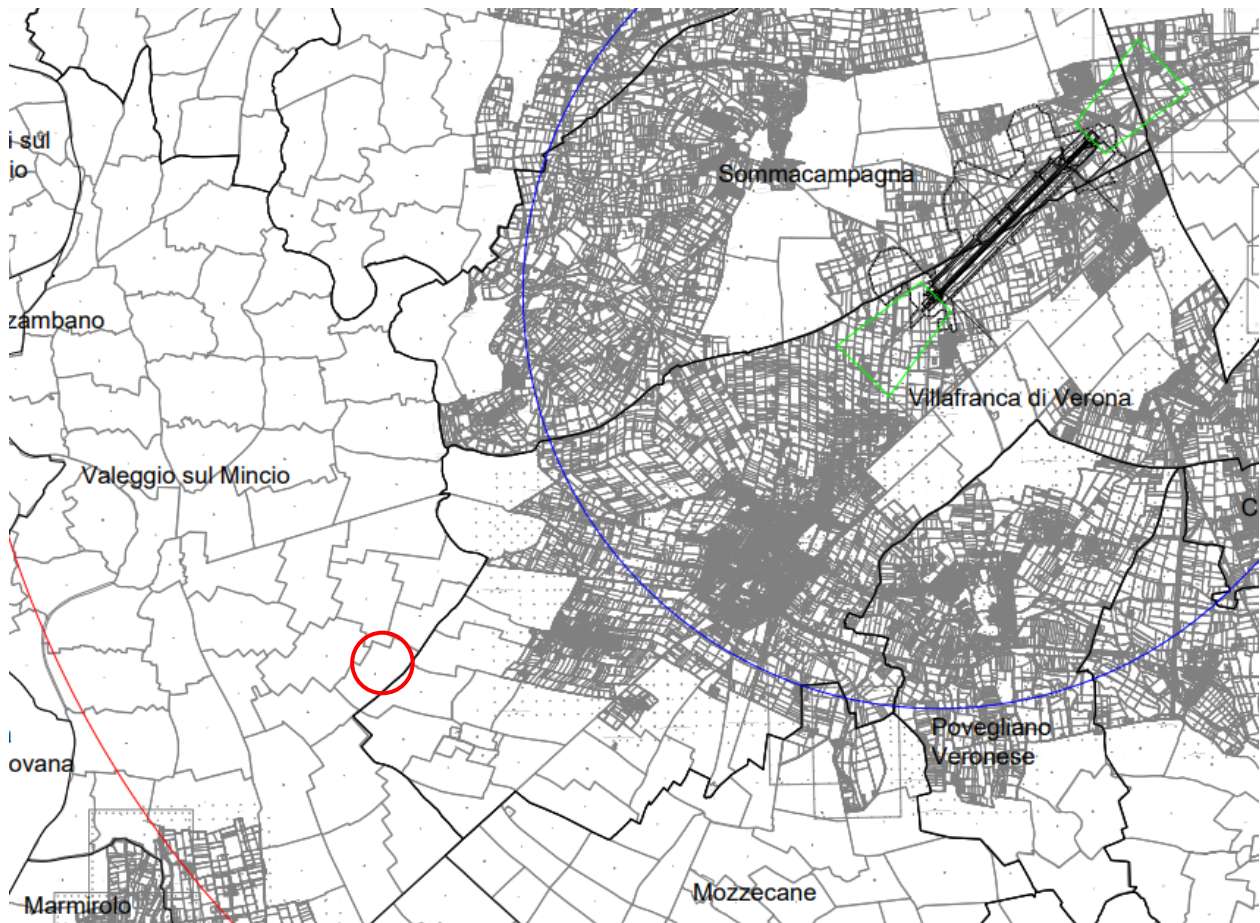 i sul
io
Sommacampagna
zambano
Villafranca di Verona
Valeggio sul Mincio
C
Povegliano
Veronese
ovana
Mozzecane
Marmirolo